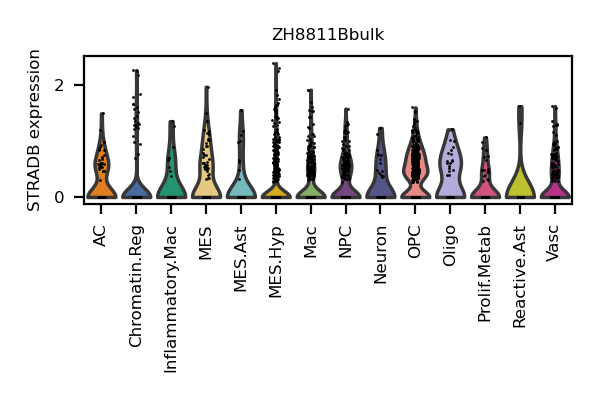 ZH8811Bbulk
STRADB expression
2
0
AC
Chromatin.Reg
Inflammatory.Mac
MES
MES.Ast
MES.Hyp
Mac
NPC
Neuron
OPC
Oligo
Prolif.Metab
Reactive.Ast
Vasc